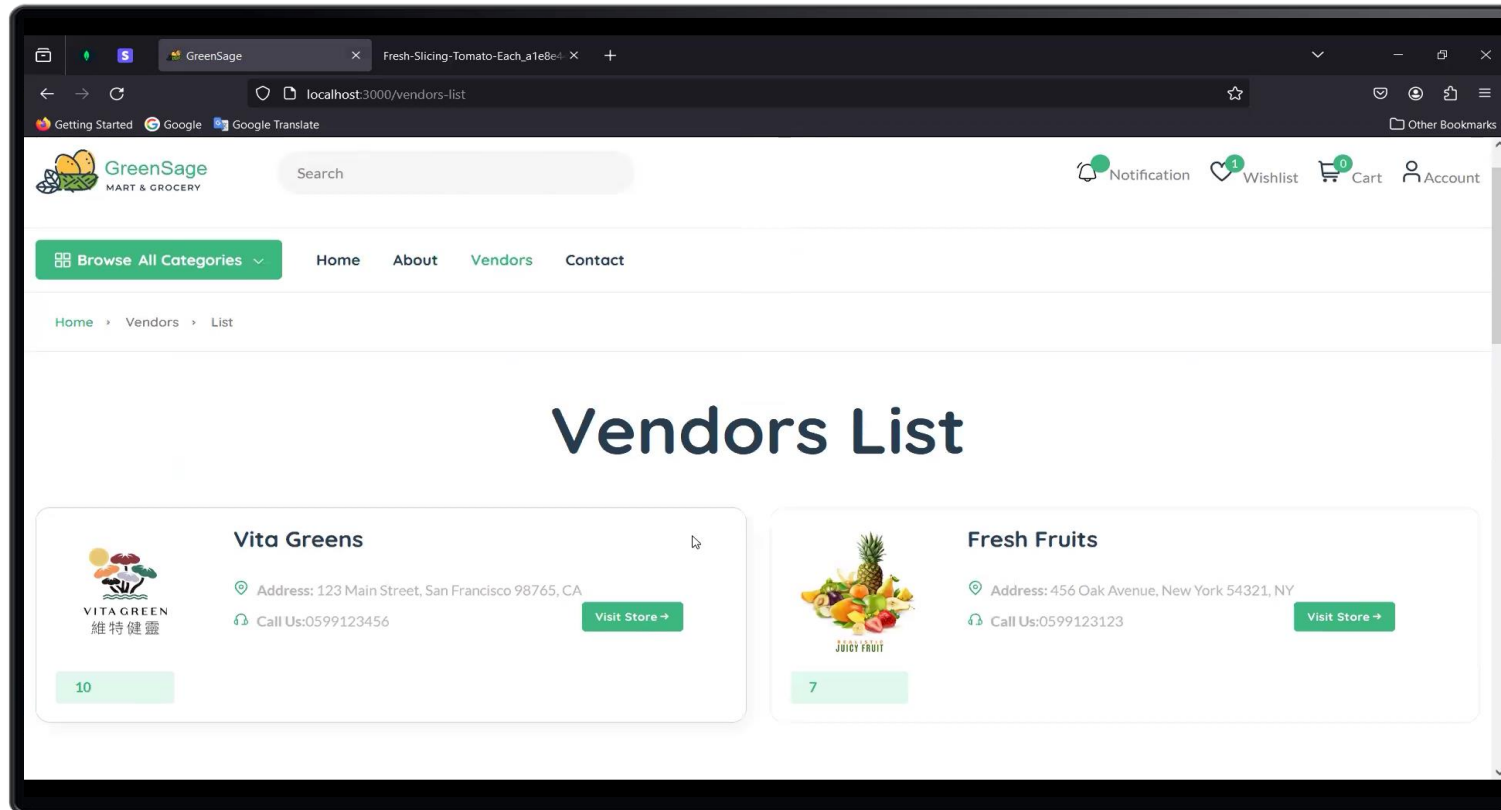 GreenSage
Fresh-Slicing-Tomato-Each_a1e8e4
localhost:3000/vendors-list
Getting Started Google Google Translate Other Bookmarks
GreenSage
MART & GROCERY
Search
Notification 1 Wishlist 0 Cart Account
Browse All Categories Home About Vendors Contact
Home › Vendors › List
Vendors List
Vita Greens
Address: 123 Main Street, San Francisco 98765, CA
Call Us:0599123456
Visit Store →
VITA GREEN
維特健靈
10
Fresh Fruits
Address: 456 Oak Avenue, New York 54321, NY
Call Us:0599123123
Visit Store →
REALISTIC
JUICY FRUIT
7